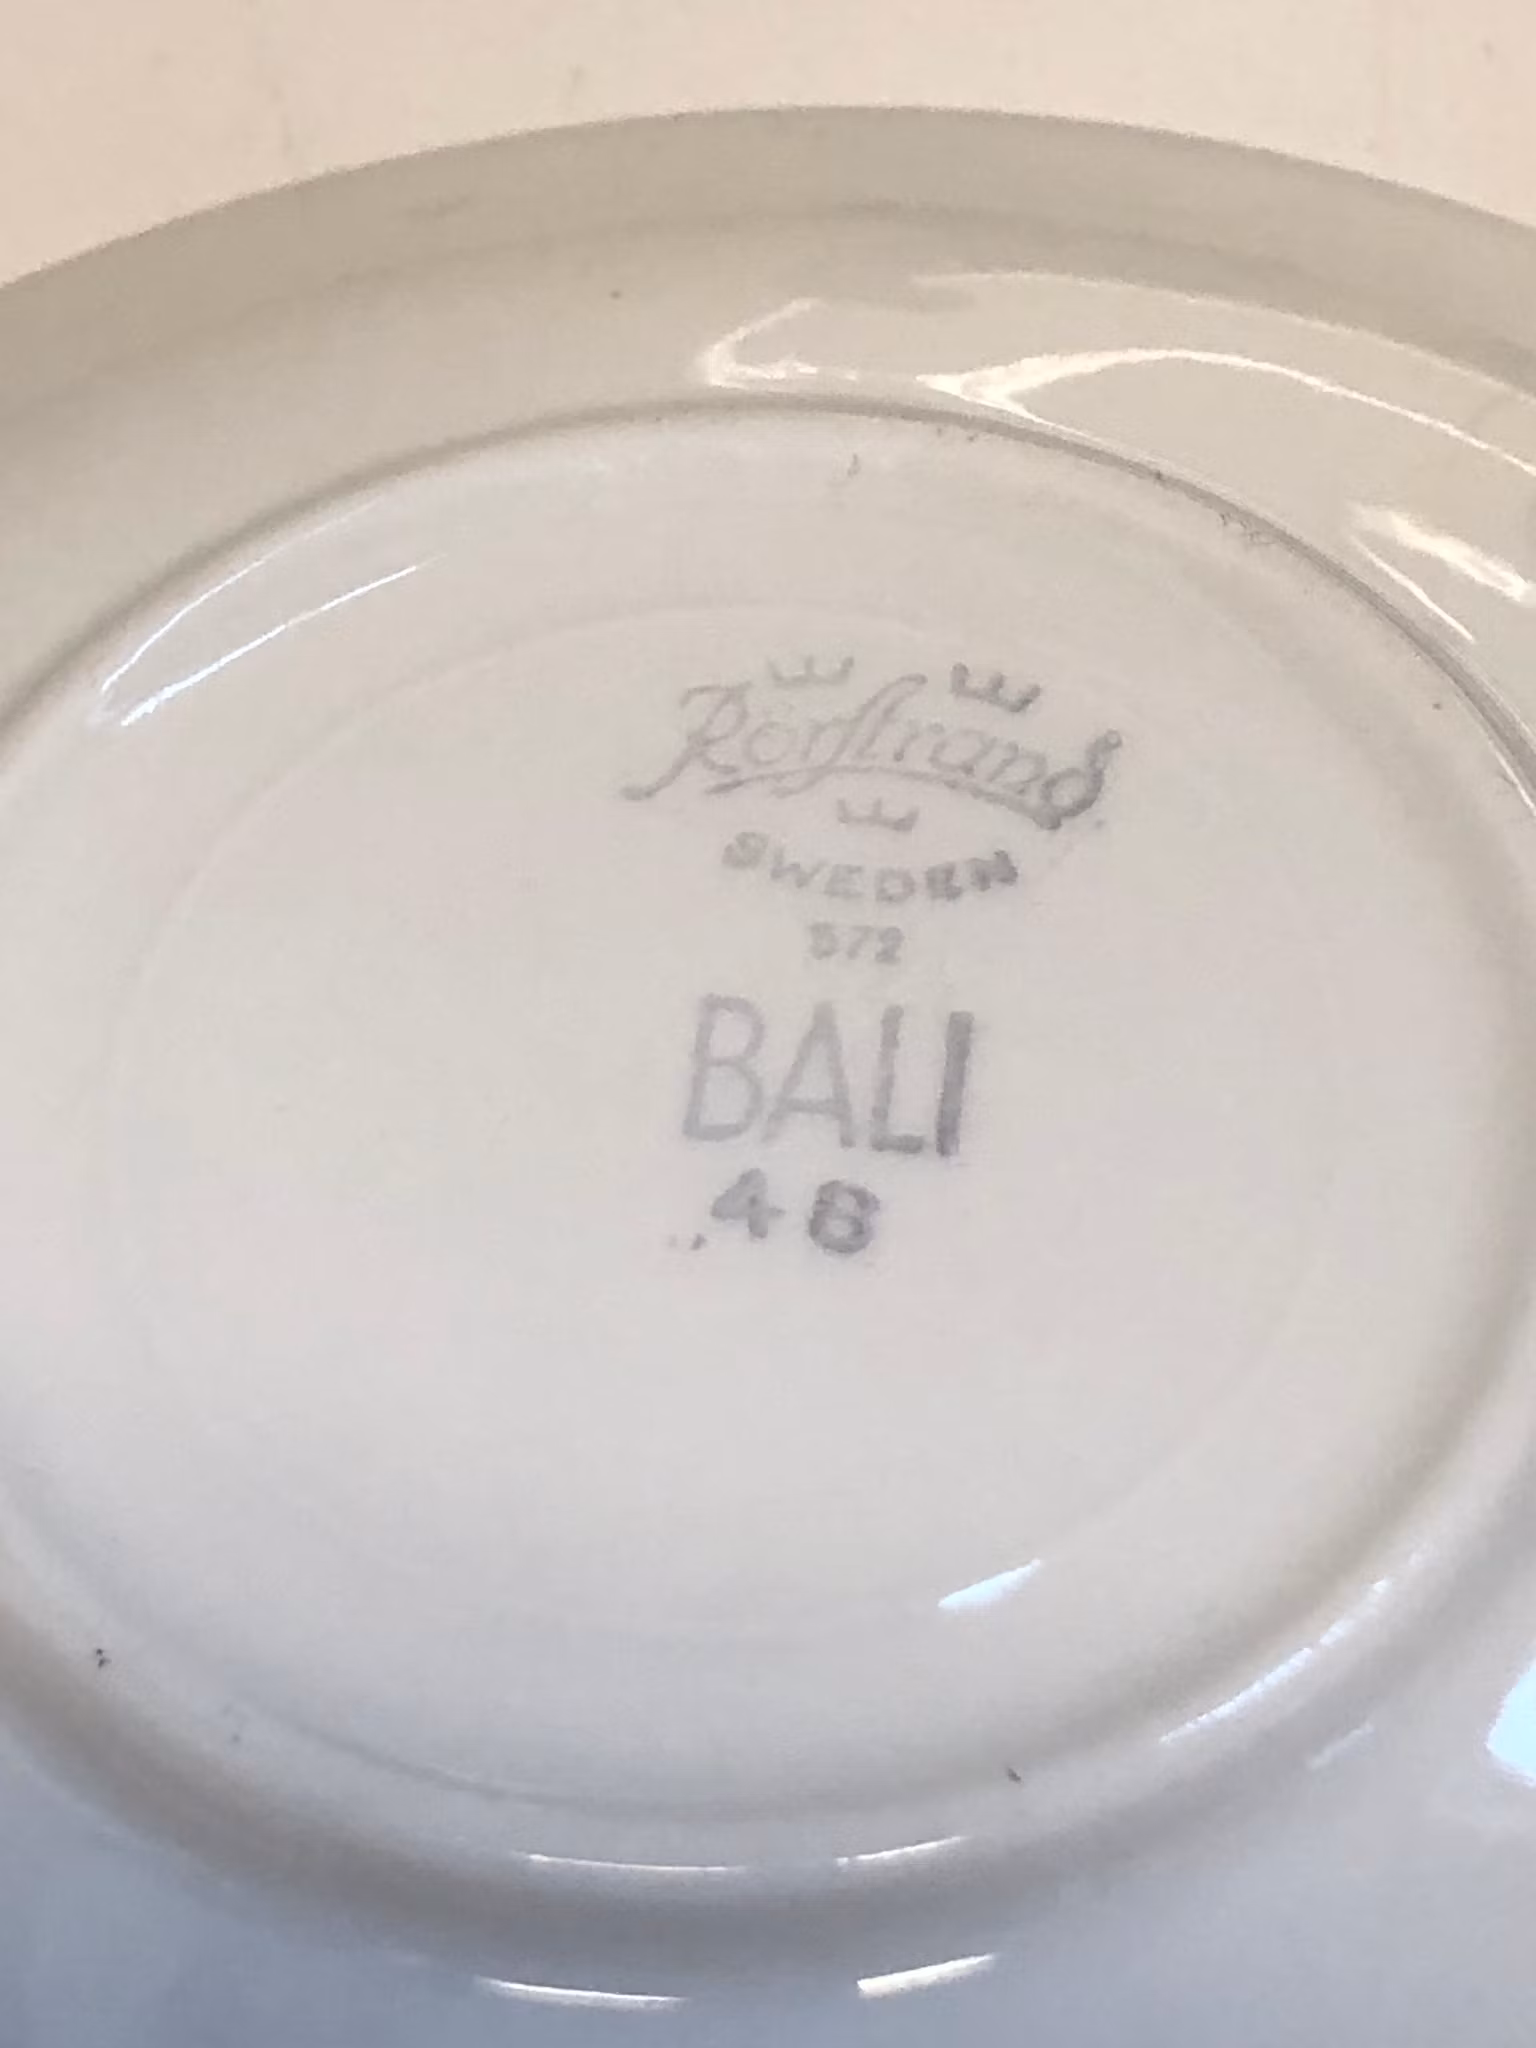 Rörstrand
SWEDEN
572
BALI
48